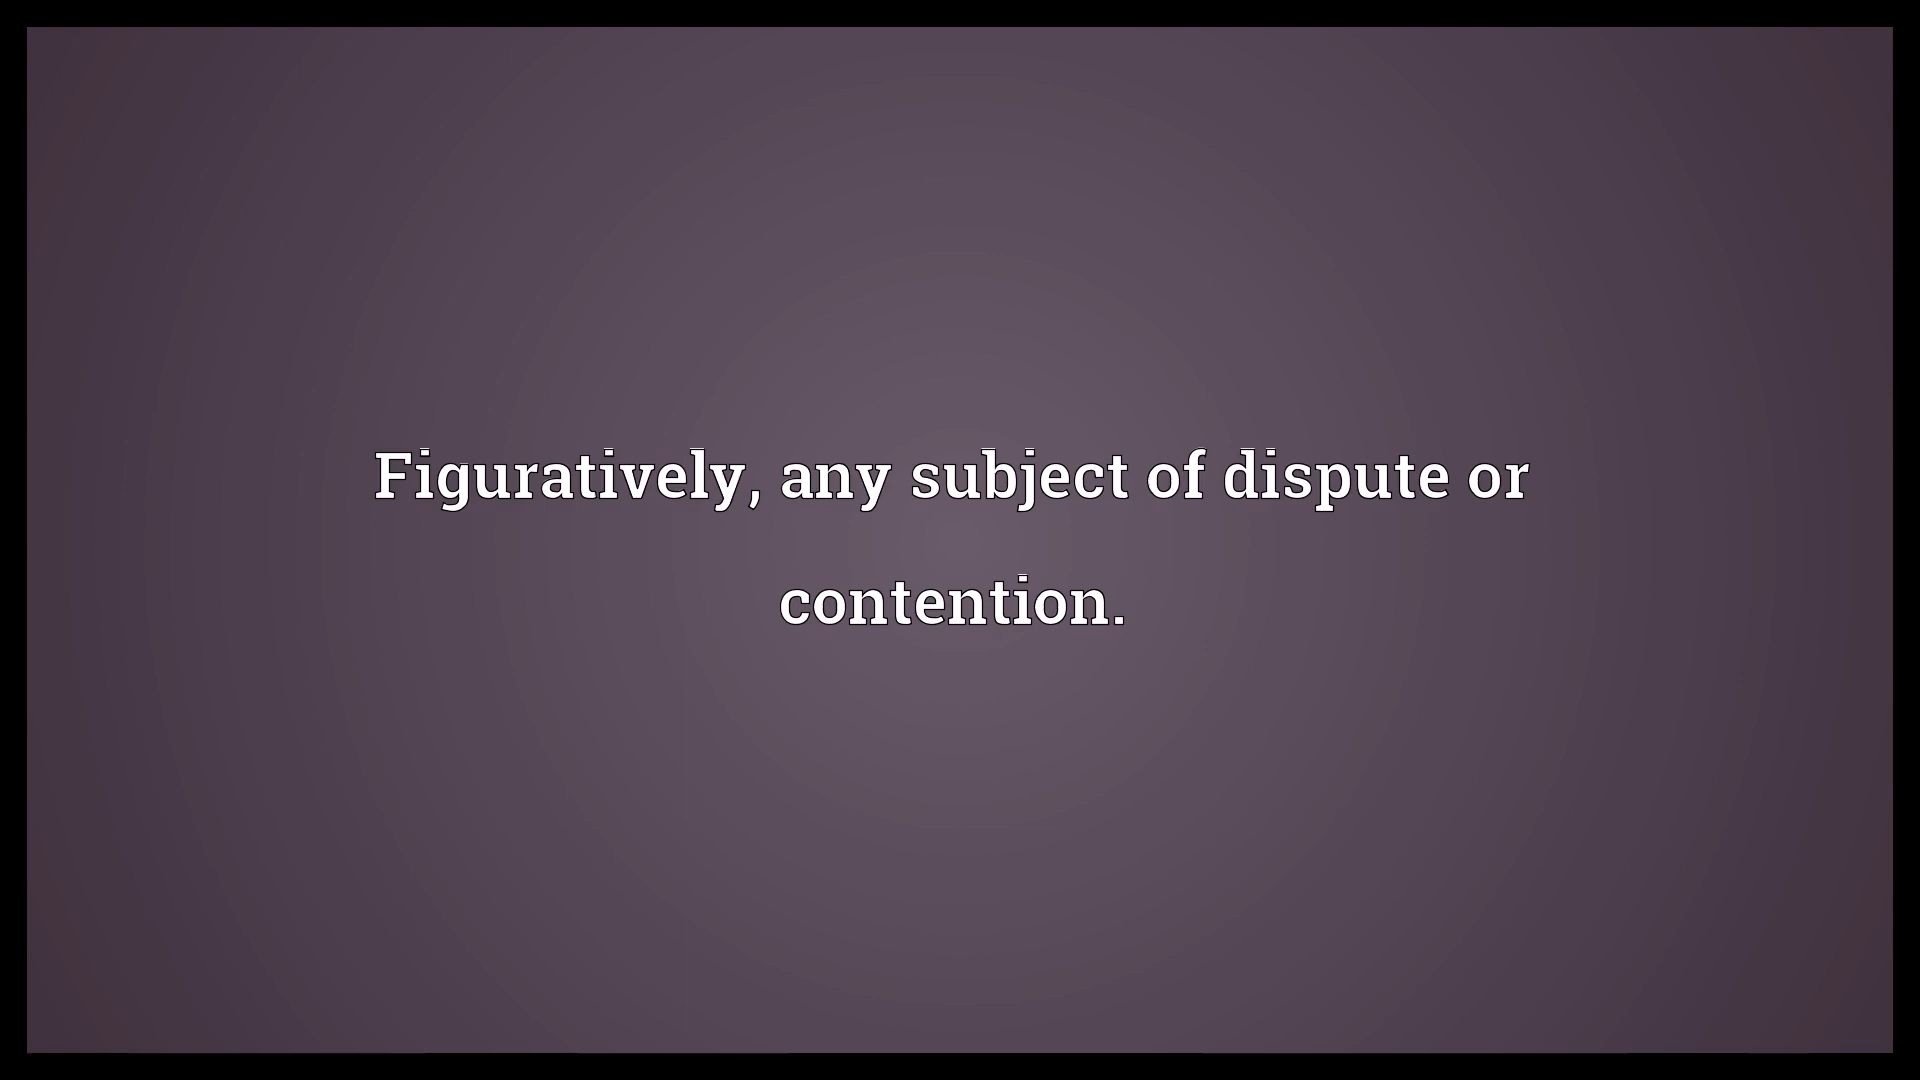 Figuratively, any subject of dispute or
contention.